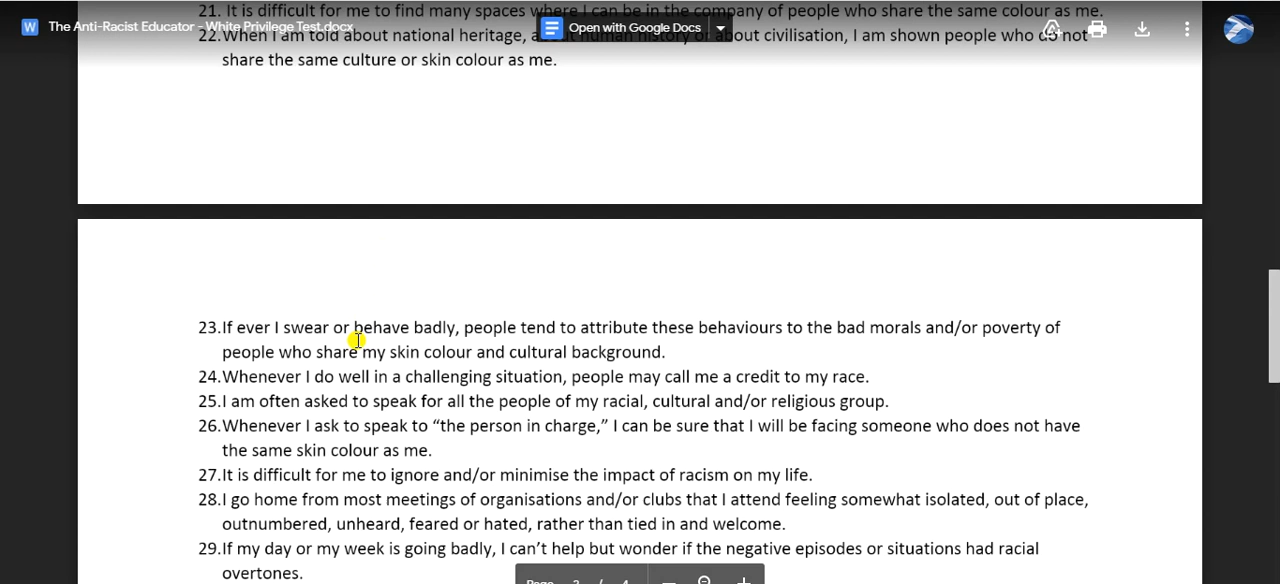 21. It is difficult for me to find many spaces where I can be in the company of people who share the same colour as me.
The Anti-Racist Educator - White Privilege Test.docx
Open with Google Docs
22.When I am told about national heritage, about human history or about civilisation, I am shown people who do not
share the same culture or skin colour as me.
23.If ever I swear or behave badly, people tend to attribute these behaviours to the bad morals and/or poverty of
people who share my skin colour and cultural background.
24.Whenever I do well in a challenging situation, people may call me a credit to my race.
25.I am often asked to speak for all the people of my racial, cultural and/or religious group.
26.Whenever I ask to speak to “the person in charge,” I can be sure that I will be facing someone who does not have
the same skin colour as me.
27.It is difficult for me to ignore and/or minimise the impact of racism on my life.
28.I go home from most meetings of organisations and/or clubs that I attend feeling somewhat isolated, out of place,
outnumbered, unheard, feared or hated, rather than tied in and welcome.
29.If my day or my week is going badly, I can’t help but wonder if the negative episodes or situations had racial
overtones.
Page / 4